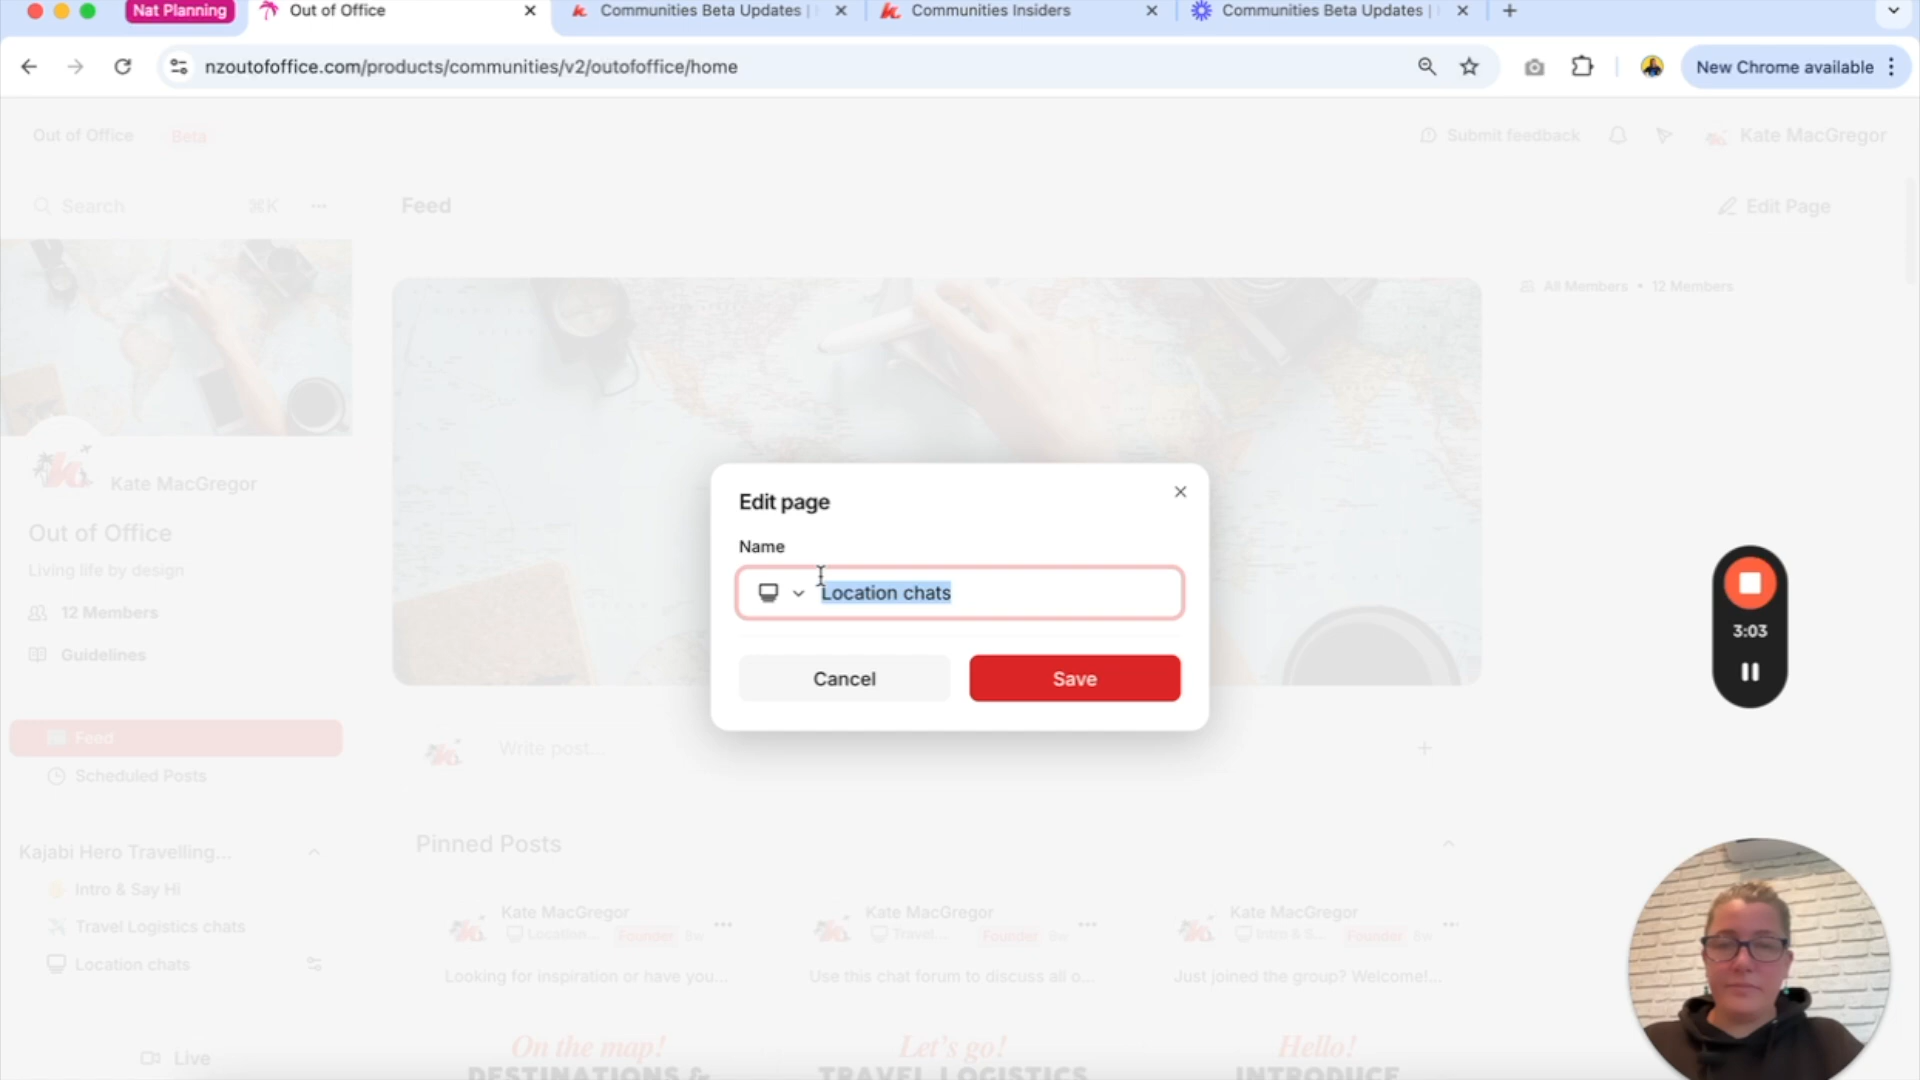 Nat Planning
Out of Office
Communities Beta Updates |
Communities Insiders
Communities Beta Updates |
nzoutofoffice.com/products/communities/v2/outofoffice/home
New Chrome available
Out of Office
Beta
Submit feedback
Kate MacGregor
Search
⌘K
Feed
Edit Page
All Members • 12 Members
Kate MacGregor
Out of Office
Living life by design
12 Members
Guidelines
Edit page
Name
Location chats
Cancel
Save
3:03
Feed
Scheduled Posts
Write post...
Pinned Posts
Kajabi Hero Travelling...
Intro & Say Hi
Travel Logistics chats
Location chats
Kate MacGregor
Location...
Founder
Looking for inspiration or have you...
Kate MacGregor
Travel...
Founder
Use this chat forum to discuss all o...
Kate MacGregor
Intro & S...
Founder
Just joined the group? Welcome!...
Live
On the map!
DESTINATIONS &
Let's go!
TRAVEL LOGISTICS
Hello!
INTRODUCE